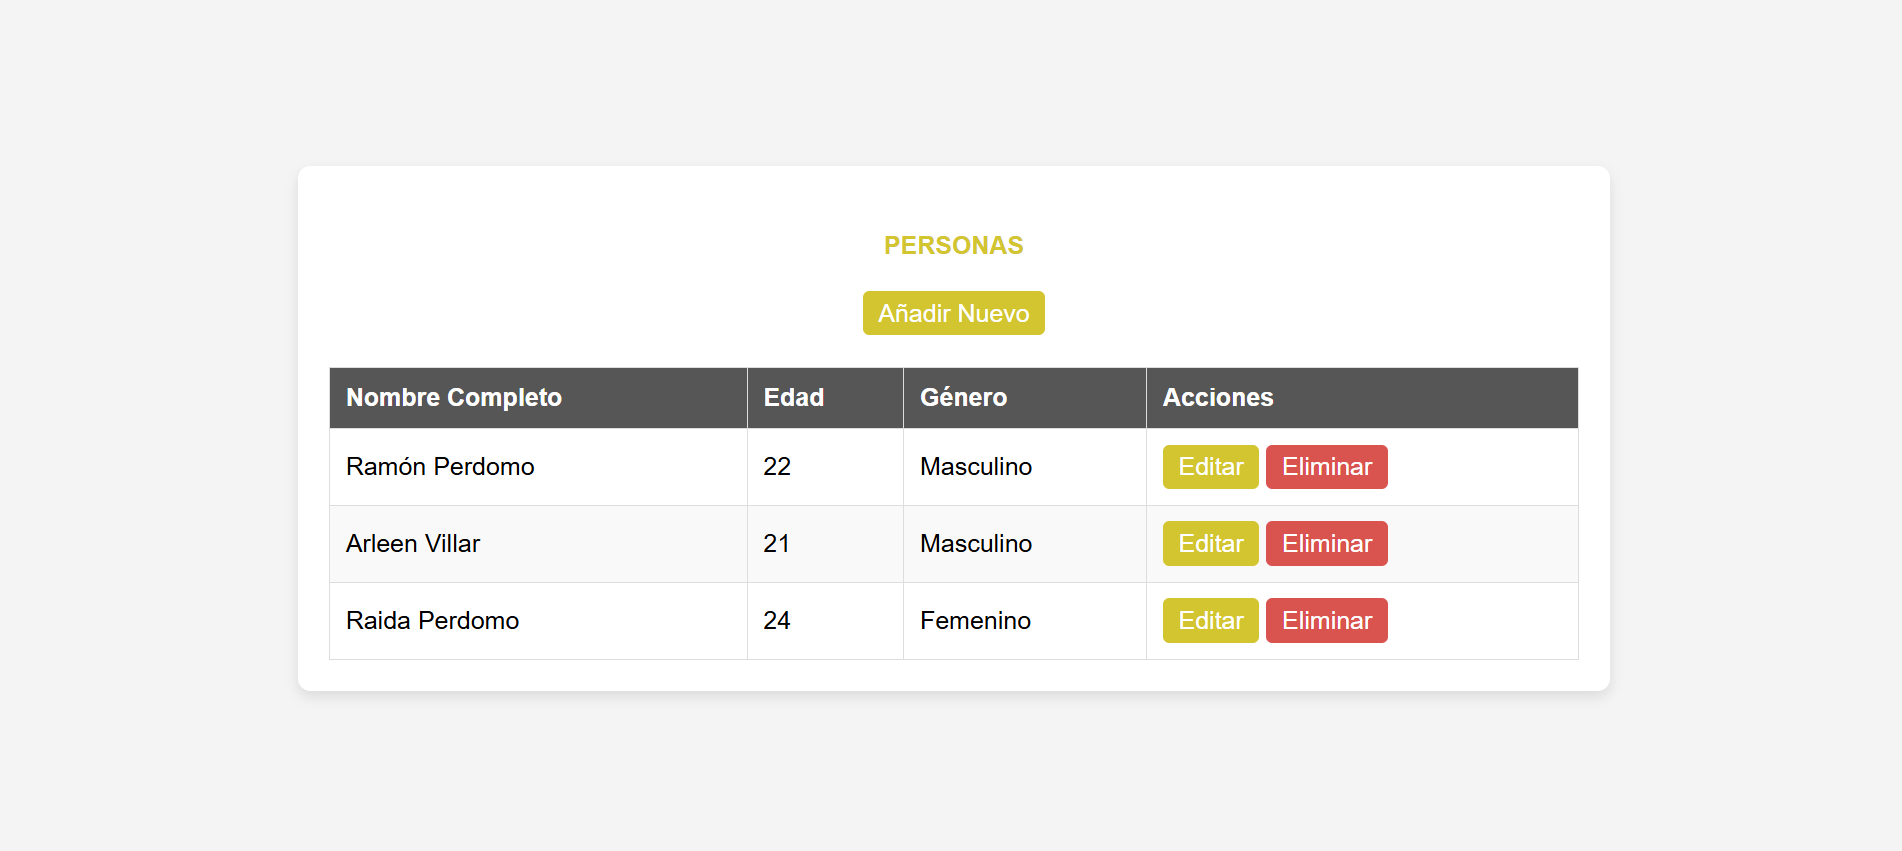 PERSONAS
Añadir Nuevo
Nombre Completo Edad Género Acciones
Ramón Perdomo 22 Masculino Editar Eliminar
Arleen Villar 21 Masculino Editar Eliminar
Raida Perdomo 24 Femenino Editar Eliminar